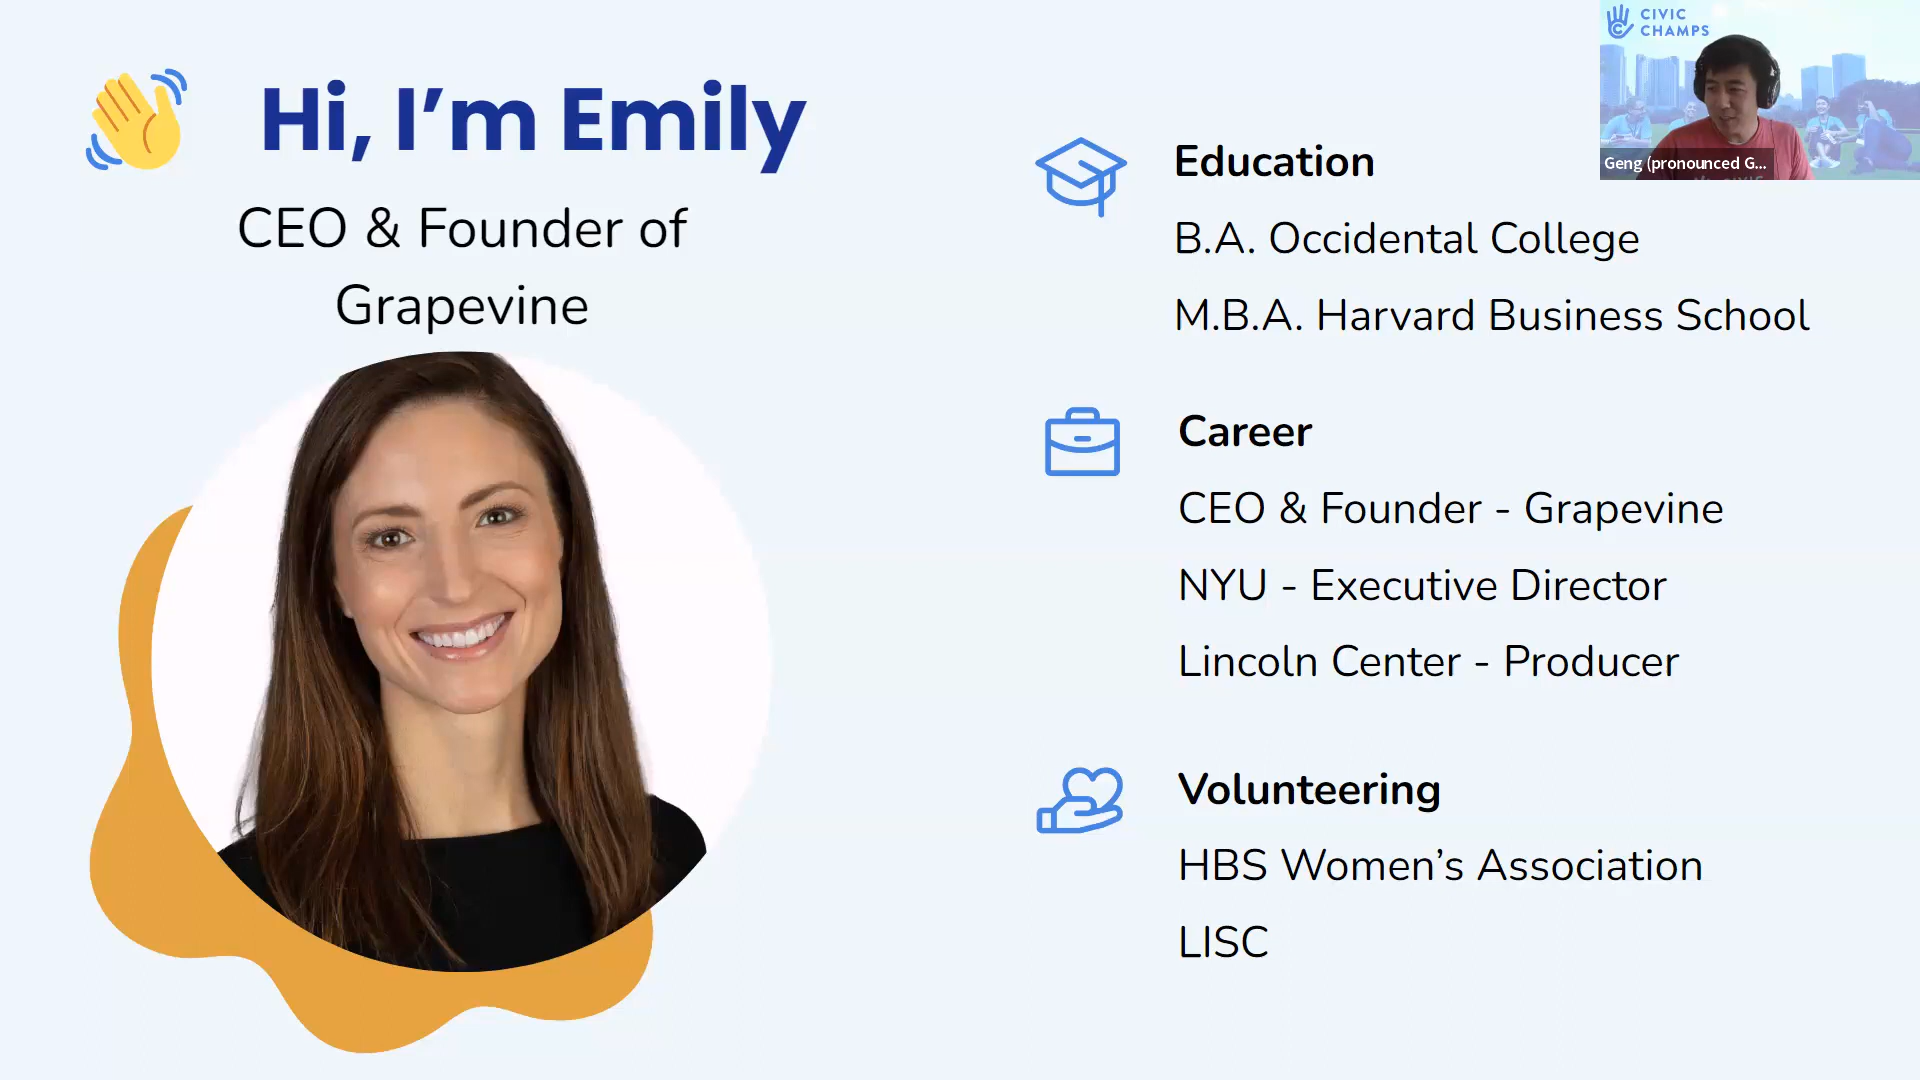 Hi, I’m Emily
CEO & Founder of
Grapevine
Education
B.A. Occidental College
M.B.A. Harvard Business School
Career
CEO & Founder - Grapevine
NYU - Executive Director
Lincoln Center - Producer
Volunteering
HBS Women’s Association
LISC
CIVIC
CHAMPS
Geng (pronounced G...